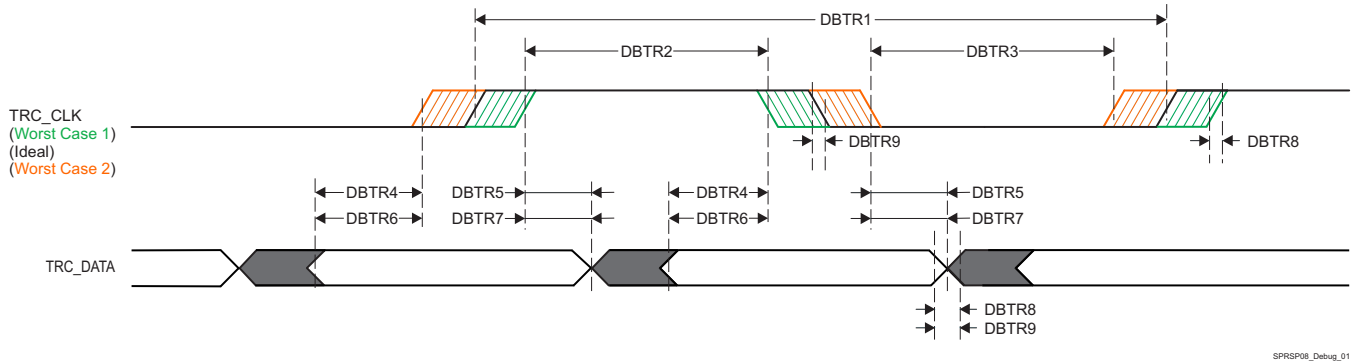 DBTR1
DBTR2
DBTR3
TRC_CLK
(Worst Case 1)
(Ideal)
(Worst Case 2)
DBTR9
DBTR8
DBTR4
DBTR5
DBTR4
DBTR5
DBTR6
DBTR7
DBTR6
DBTR7
TRC_DATA
DBTR8
DBTR9
SPRSP08_Debug_01